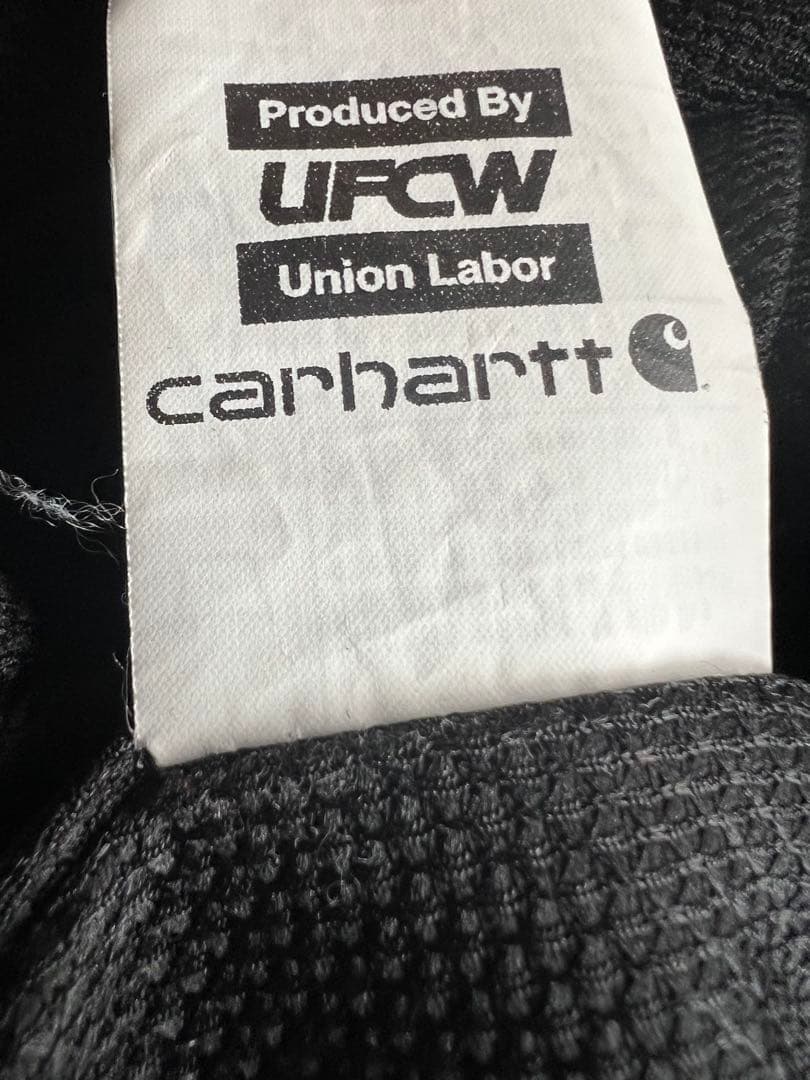 Produced By
UFCW
Union Labor
carhartt